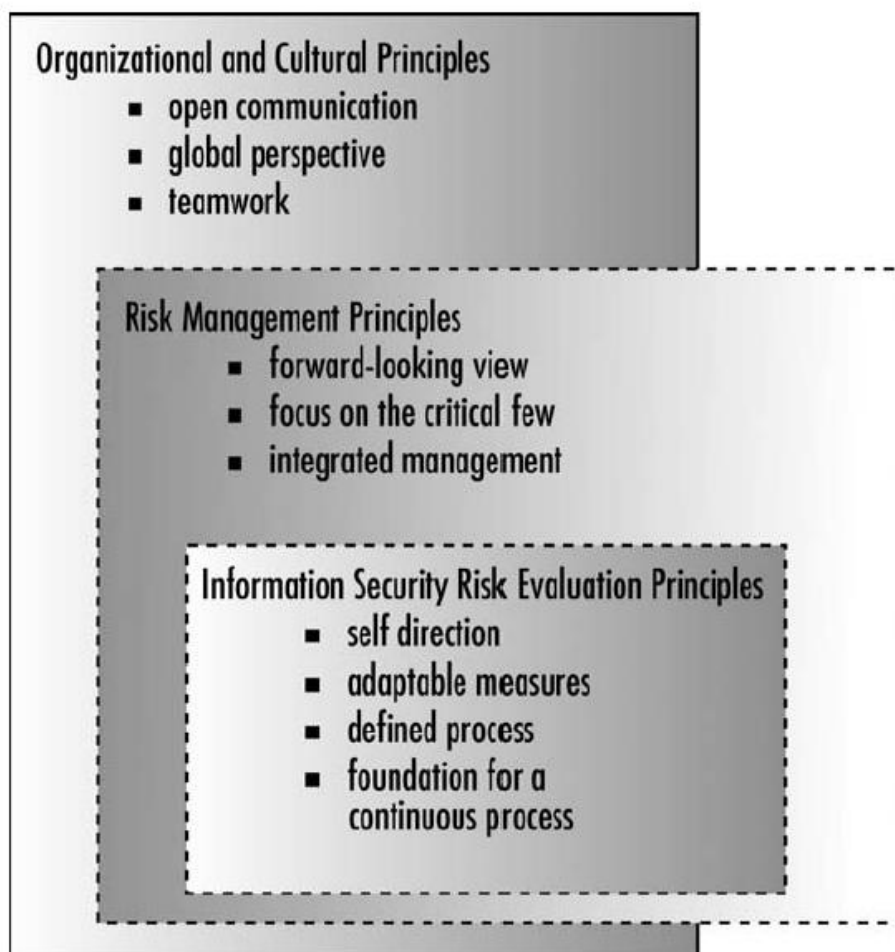 Organizational and Cultural Principles
▪ open communication
▪ global perspective
▪ teamwork
Risk Management Principles
▪ forward-looking view
▪ focus on the critical few
▪ integrated management
Information Security Risk Evaluation Principles
▪ self direction
▪ adaptable measures
▪ defined process
▪ foundation for a
continuous process